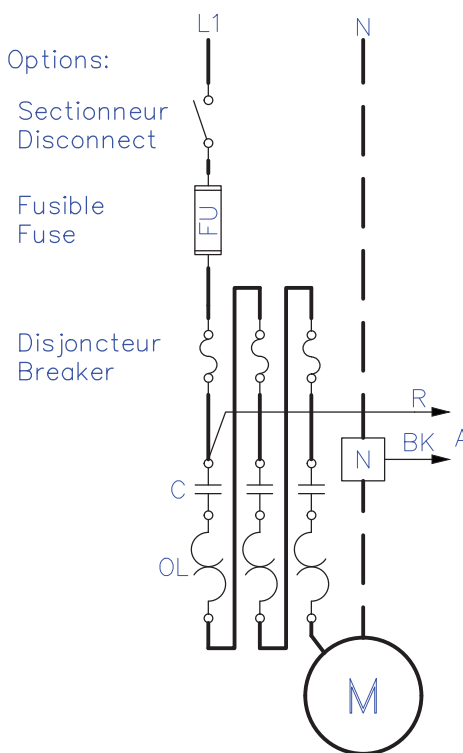 L1
N
Options:
Sectionneur
Disconnect
Fusible
Fuse
FU
Disjoncteur
Breaker
R
N
BK
A
C
OL
M